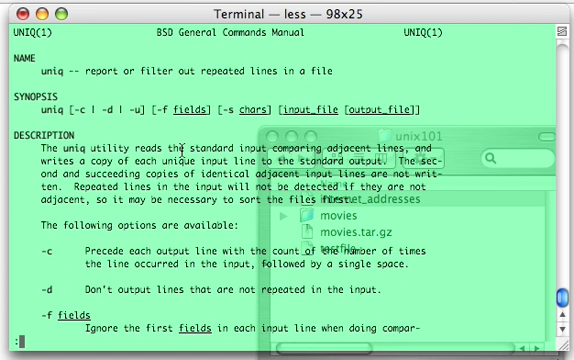 Terminal — less — 98x25
UNIQ(1) BSD General Commands Manual UNIQ(1)
NAME
uniq -- report or filter out repeated lines in a file
SYNOPSIS
uniq [-c | -d | -u] [-f fields] [-s chars] [input_file [output_file]]
DESCRIPTION
The uniq utility reads the standard input comparing adjacent lines, and
writes a copy of each unique input line to the standard output. The sec-
ond and succeeding copies of identical adjacent input lines are not writ-
ten. Repeated lines in the input will not be detected if they are not
adjacent, so it may be necessary to sort the files first.
The following options are available:
-c Precede each output line with the count of the number of times
the line occurred in the input, followed by a single space.
-d Don't output lines that are not repeated in the input.
-f fields
Ignore the first fields in each input line when doing compar-
:
unix101
Name
internet_addresses
movies
movies.tar.gz
testfile